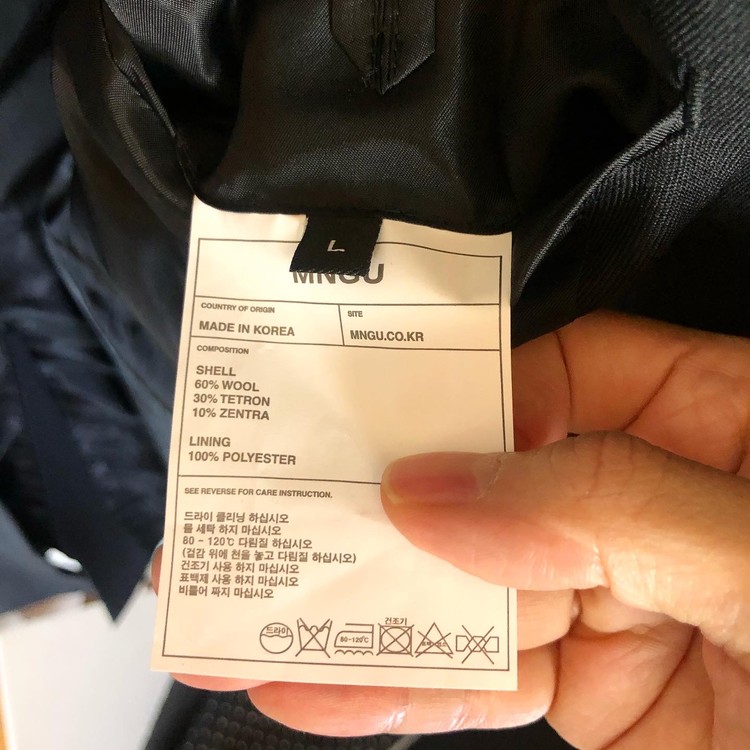 L
MNGU
COUNTRY OF ORIGIN
MADE IN KOREA
SITE
MNGU.CO.KR
COMPOSITION
SHELL
60% WOOL
30% TETRON
10% ZENTRA
LINING
100% POLYESTER
SEE REVERSE FOR CARE INSTRUCTION.
드라이 클리닝 하십시오
물 세탁 하지 마십시오
80 - 120℃ 다림질 하십시오
(겉감 위에 천을 놓고 다림질 하십시오)
건조기 사용 하지 마십시오
표백제 사용 하지 마십시오
비틀어 짜지 마십시오
건조기
드라이
80~120℃